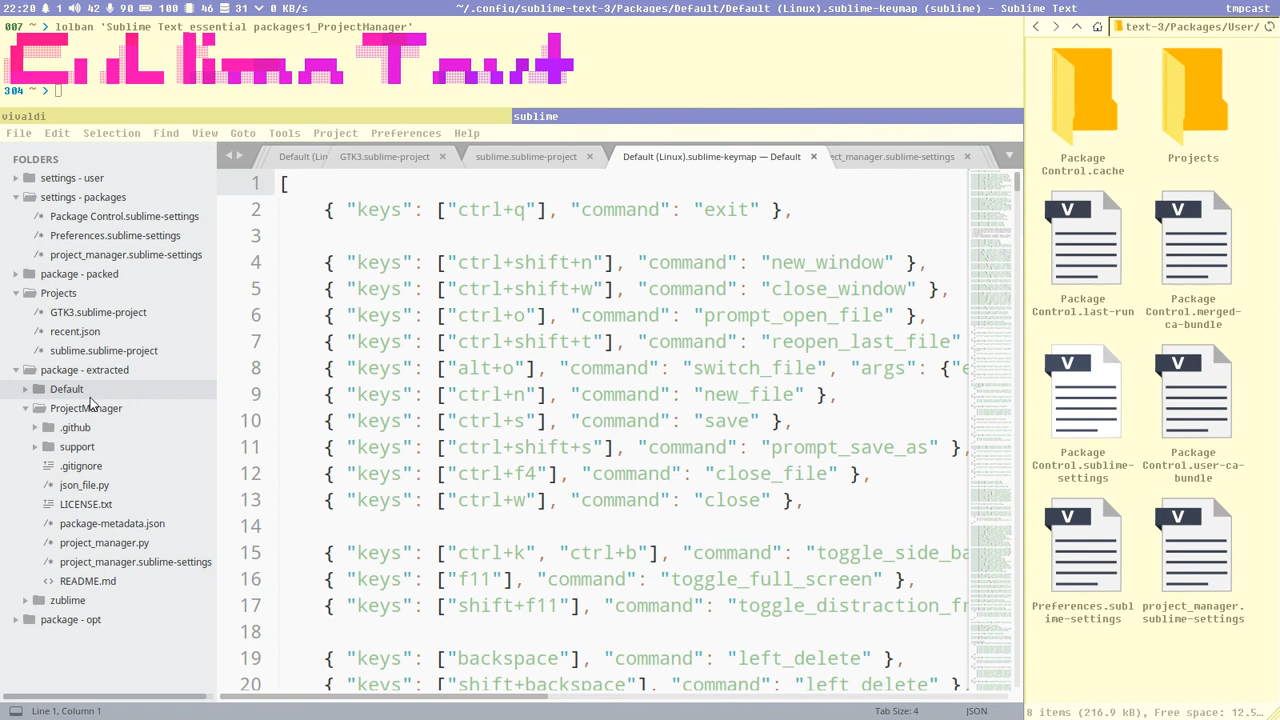 22:20 1 42 90 100 46 31 0 KB/s ~/.config/sublime-text-3/Packages/Default/Default (Linux).sublime-keymap (sublime) - Sublime Text tmpcast
007 ~ > lolban 'Sublime Text essential packages1_ProjectManager'
304 ~ >
vivaldi sublime
File Edit Selection Find View Goto Tools Project Preferences Help
Default (Lin GTK3.sublime-project × sublime.sublime-project × Default (Linux).sublime-keymap — Default × ect_manager.sublime-settings ×
FOLDERS
settings - user
settings - packages
/* Package Control.sublime-settings
/* Preferences.sublime-settings
/* project_manager.sublime-settings
package - packed
Projects
/* GTK3.sublime-project
/* recent.json
/* sublime.sublime-project
package - extracted
Default
ProjectManager
.github
support
.gitignore
/* json_file.py
LICENSE.txt
/* package-metadata.json
/* project_manager.py
/* project_manager.sublime-settings
<> README.md
zublime
package - opt
1 [
2 { "keys": ["ctrl+q"], "command": "exit" },
3
4 { "keys": ["ctrl+shift+n"], "command": "new_window" },
5 { "keys": ["ctrl+shift+w"], "command": "close_window" },
6 { "keys": ["ctrl+o"], "command": "prompt_open_file" },
7 { "keys": ["ctrl+shift+t"], "command": "reopen_last_file"
8 { "keys": ["alt+o"], "command": "switch_file", "args": {"e
9 { "keys": ["ctrl+n"], "command": "new_file" },
10 { "keys": ["ctrl+s"], "command": "save" },
11 { "keys": ["ctrl+shift+s"], "command": "prompt_save_as" },
12 { "keys": ["ctrl+f4"], "command": "close_file" },
13 { "keys": ["ctrl+w"], "command": "close" },
14
15 { "keys": ["ctrl+k", "ctrl+b"], "command": "toggle_side_ba
16 { "keys": ["f11"], "command": "toggle_full_screen" },
17 { "keys": ["shift+f11"], "command": "toggle_distraction_fr
18
19 { "keys": ["backspace"], "command": "left_delete" },
20 { "keys": ["shift+backspace"], "command": "left_delete" },
Line 1, Column 1 Tab Size: 4 JSON
text-3/Packages/User/
Package
Control.cache
Projects
Package
Control.last-run
Package
Control.merged-
ca-bundle
Package
Control.sublime-
settings
Package
Control.user-ca-
bundle
Preferences.subl
ime-settings
project_manager.
sublime-settings
8 items (216.9 kB), Free space: 12.5…